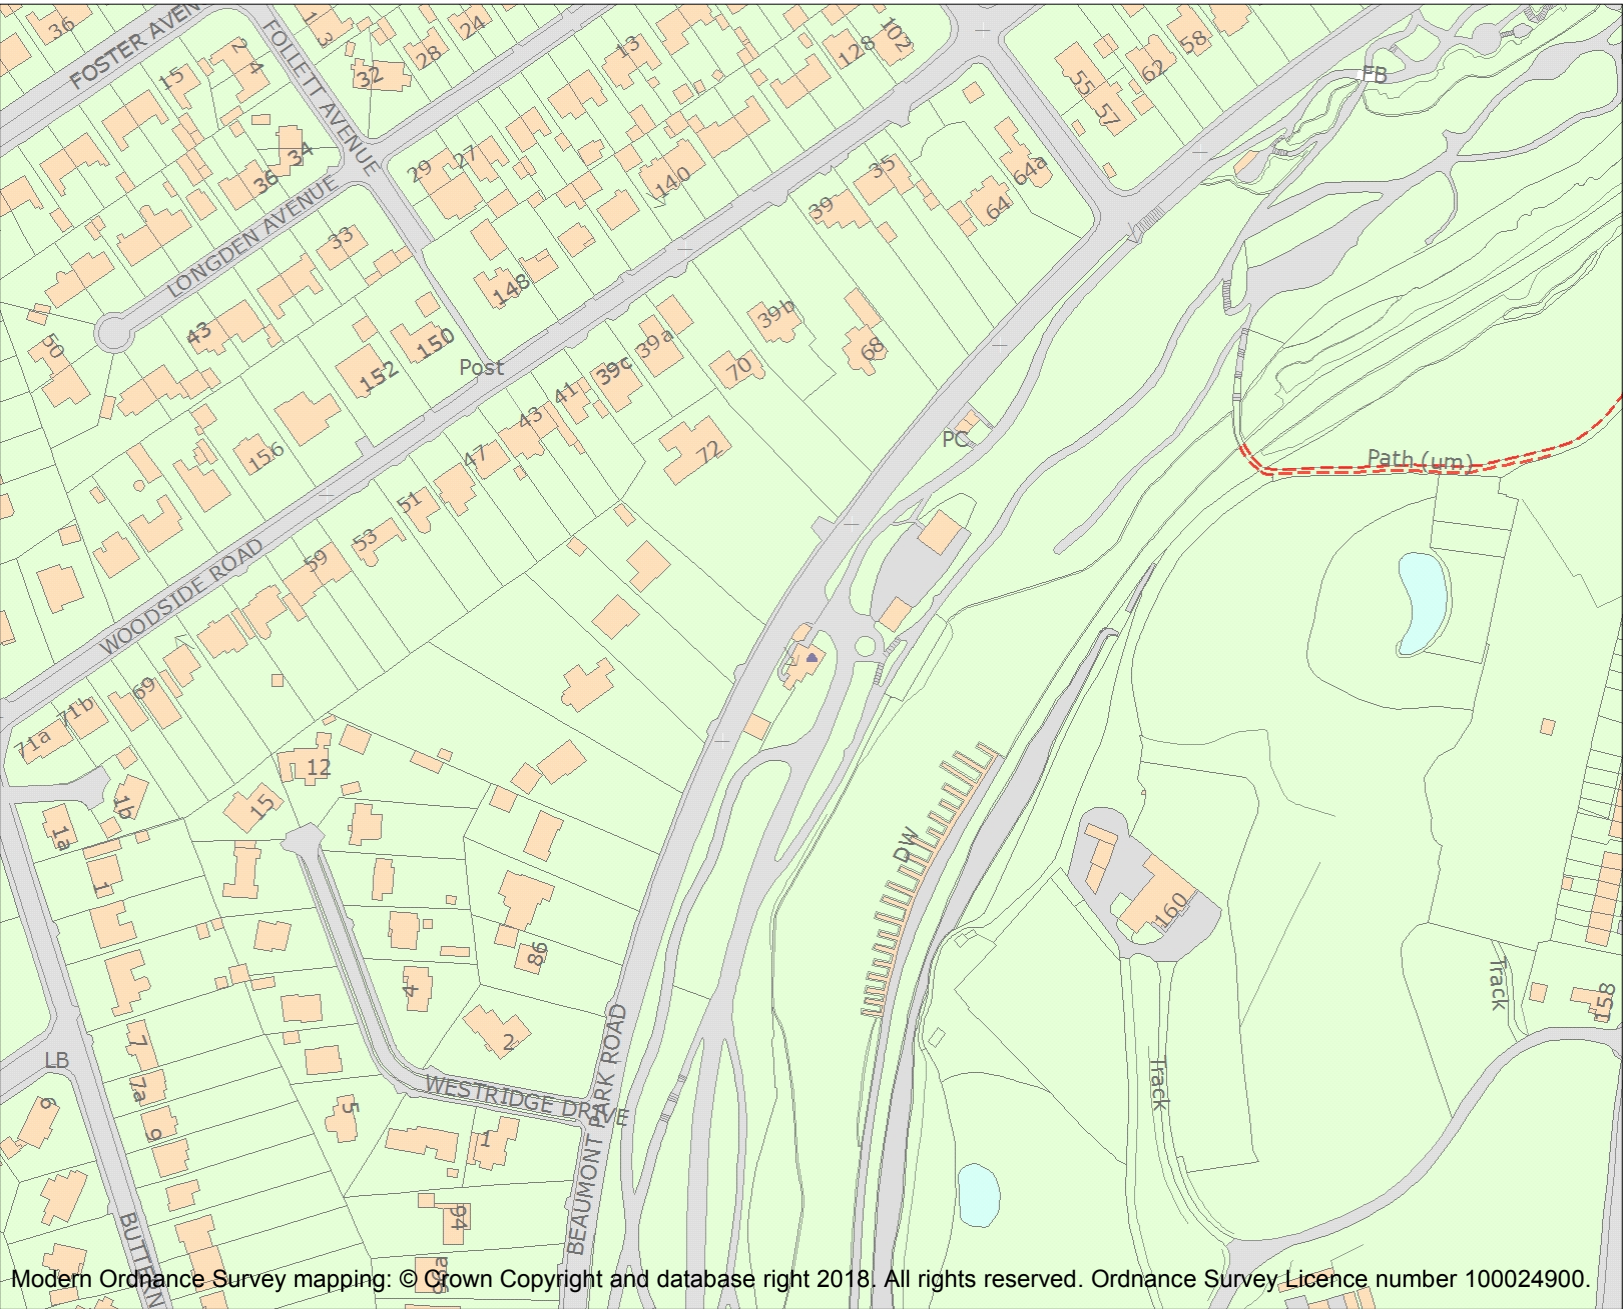 36
FOSTER AVEN
2
4
15
FOLLETT AVENUE
13
32
28
24
13
128
102
55
57
62
58
FB
34
36
LONGDEN AVENUE
29
27
140
39
35
64a
64
33
43
50
148
150
152
Post
156
39b
39a
39c
41
43
47
51
53
59
70
68
72
PC
Path (um)
WOODSIDE ROAD
69
71b
71a
12
15
1b
1a
1
DW
160
86
4
2
Track
158
LB
7
7a
9
6
5
WESTRIDGE DRIVE
BEAUMONT PARK ROAD
1
Track
94
BUTTERN
Modern Ordnance Survey mapping: © Crown Copyright and database right 2018. All rights reserved. Ordnance Survey Licence number 100024900.